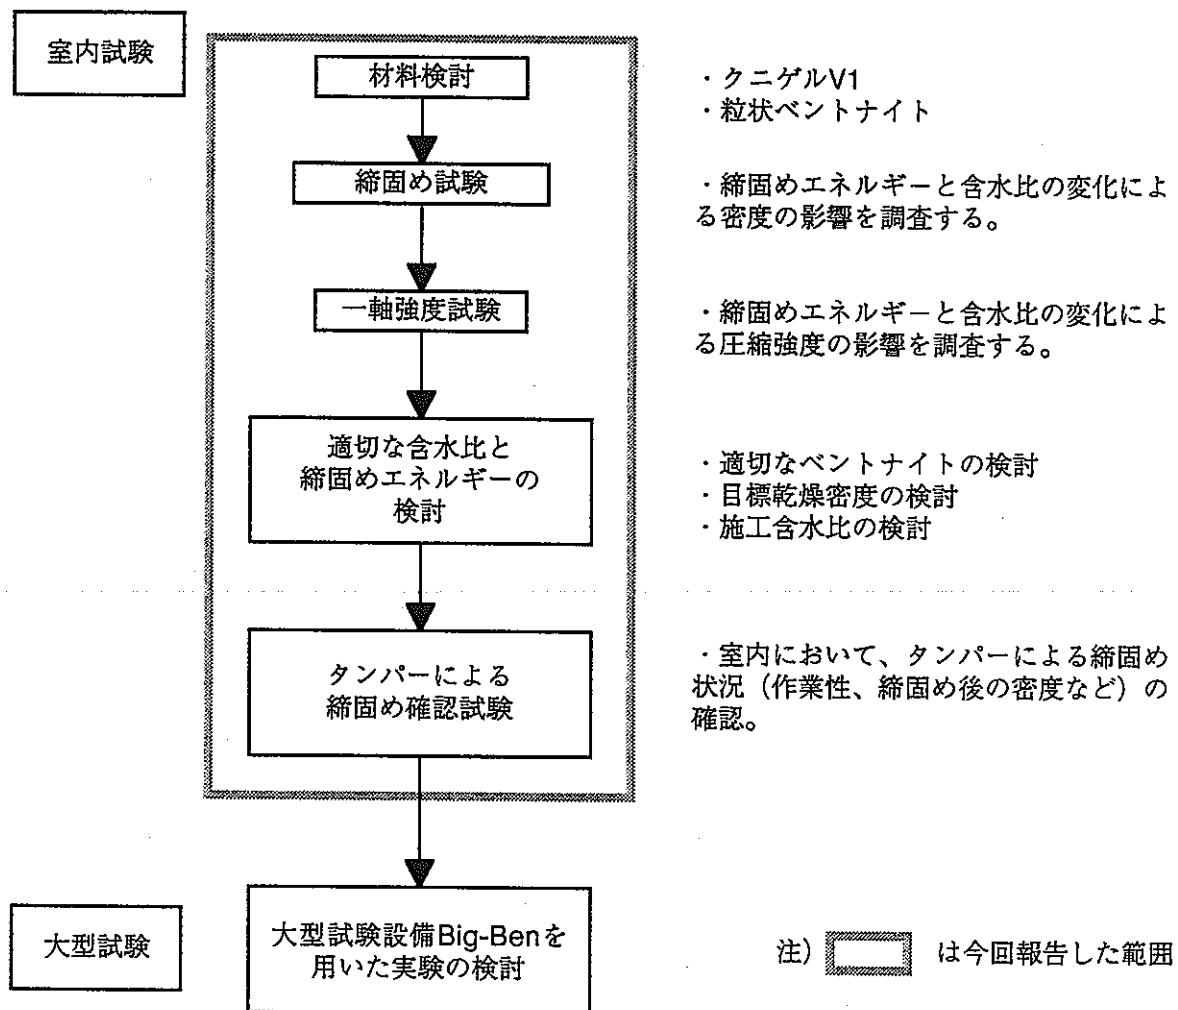 室内試験
材料検討
・クニゲルV1
・粒状ベントナイト
締固め試験
・締固めエネルギーと含水比の変化によ
る密度の影響を調査する。
一軸強度試験
・締固めエネルギーと含水比の変化によ
る圧縮強度の影響を調査する。
適切な含水比と
締固めエネルギーの
検討
・適切なベントナイトの検討
・目標乾燥密度の検討
・施工含水比の検討
タンパーによる
締固め確認試験
・室内において、タンパーによる締固め
状況（作業性、締固め後の密度など）の
確認。
大型試験
大型試験設備Big-Benを
用いた実験の検討
注） は今回報告した範囲